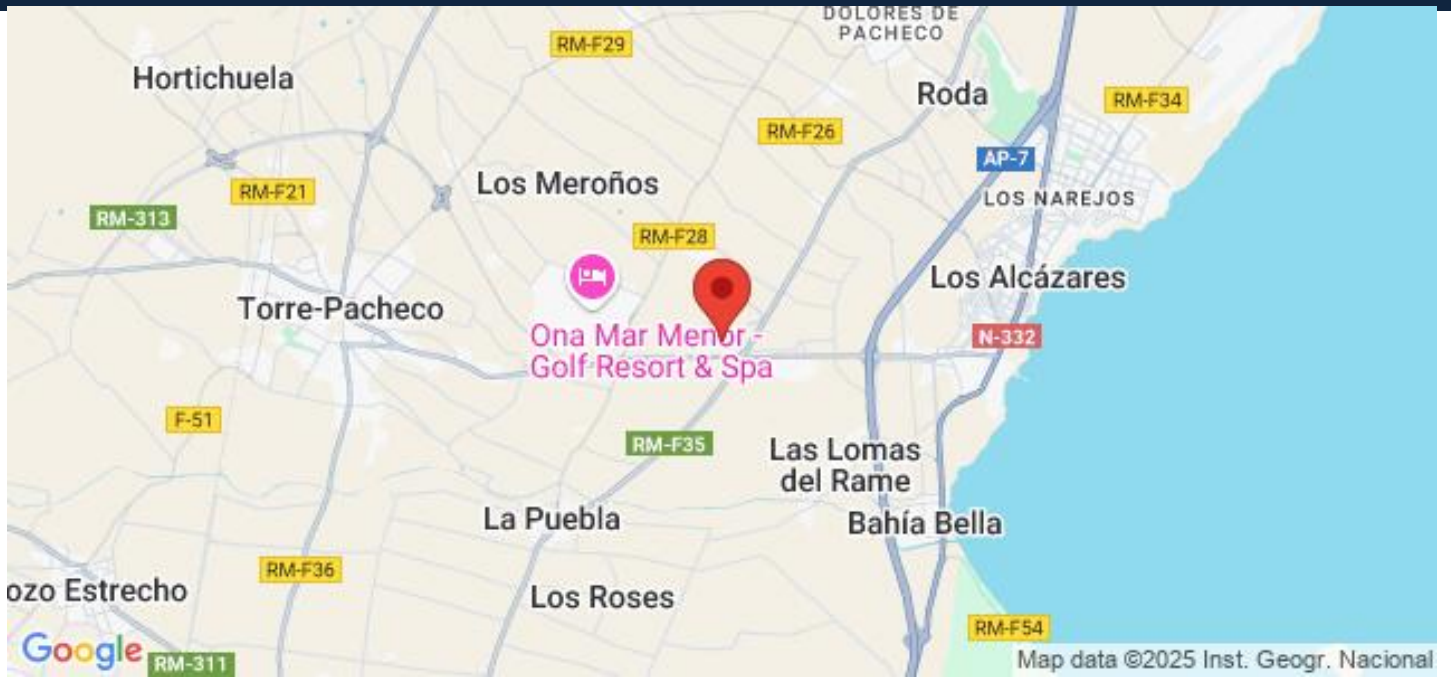 DOLORES DE
PACHECO
RM-F29
Hortichuela
Roda
RM-F34
RM-F26
AP-7
Los Meroños
RM-F21
LOS NAREJOS
RM-313
RM-F28
Los Alcázares
Torre-Pacheco
Ona Mar Menor -
Golf Resort & Spa
N-332
F-51
RM-F35
Las Lomas
del Rame
La Puebla
Bahía Bella
RM-F36
ozo Estrecho
Los Roses
RM-F54
Google
RM-311
Map data ©2025 Inst. Geogr. Nacional